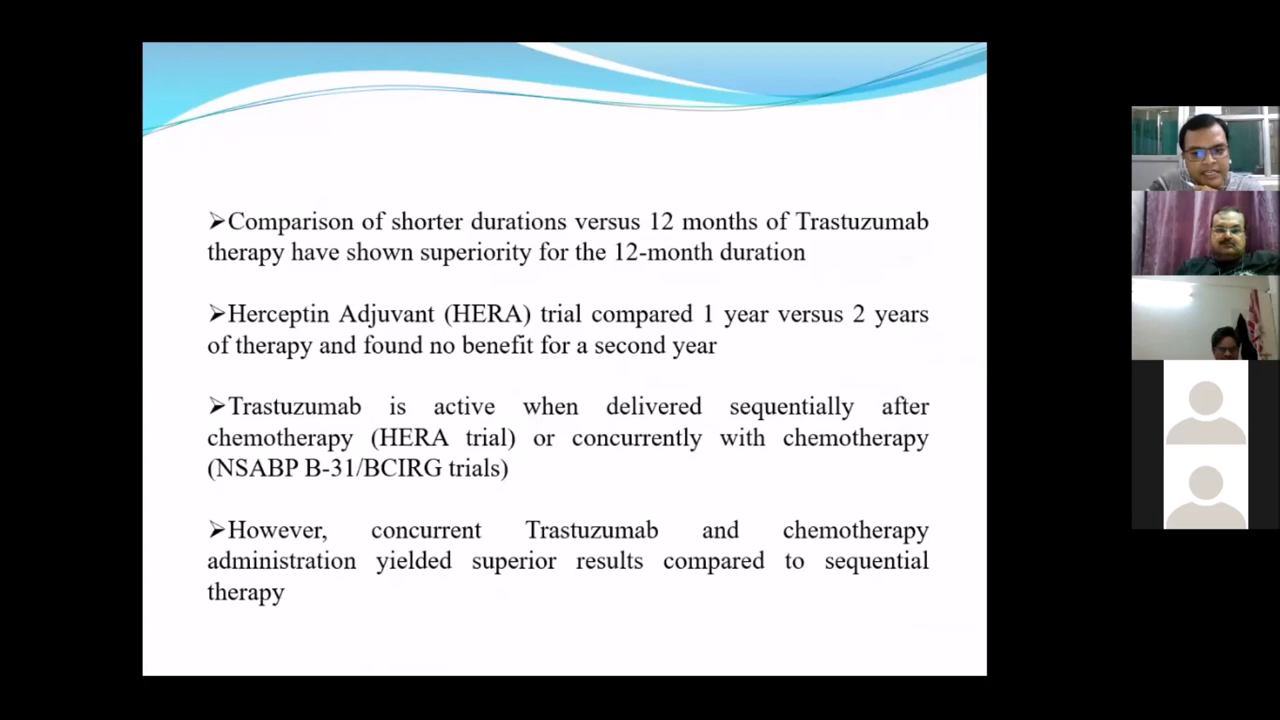 ➢Comparison of shorter durations versus 12 months of Trastuzumab
therapy have shown superiority for the 12-month duration
➢Herceptin Adjuvant (HERA) trial compared 1 year versus 2 years
of therapy and found no benefit for a second year
➢Trastuzumab is active when delivered sequentially after
chemotherapy (HERA trial) or concurrently with chemotherapy
(NSABP B-31/BCIRG trials)
➢However, concurrent Trastuzumab and chemotherapy
administration yielded superior results compared to sequential
therapy